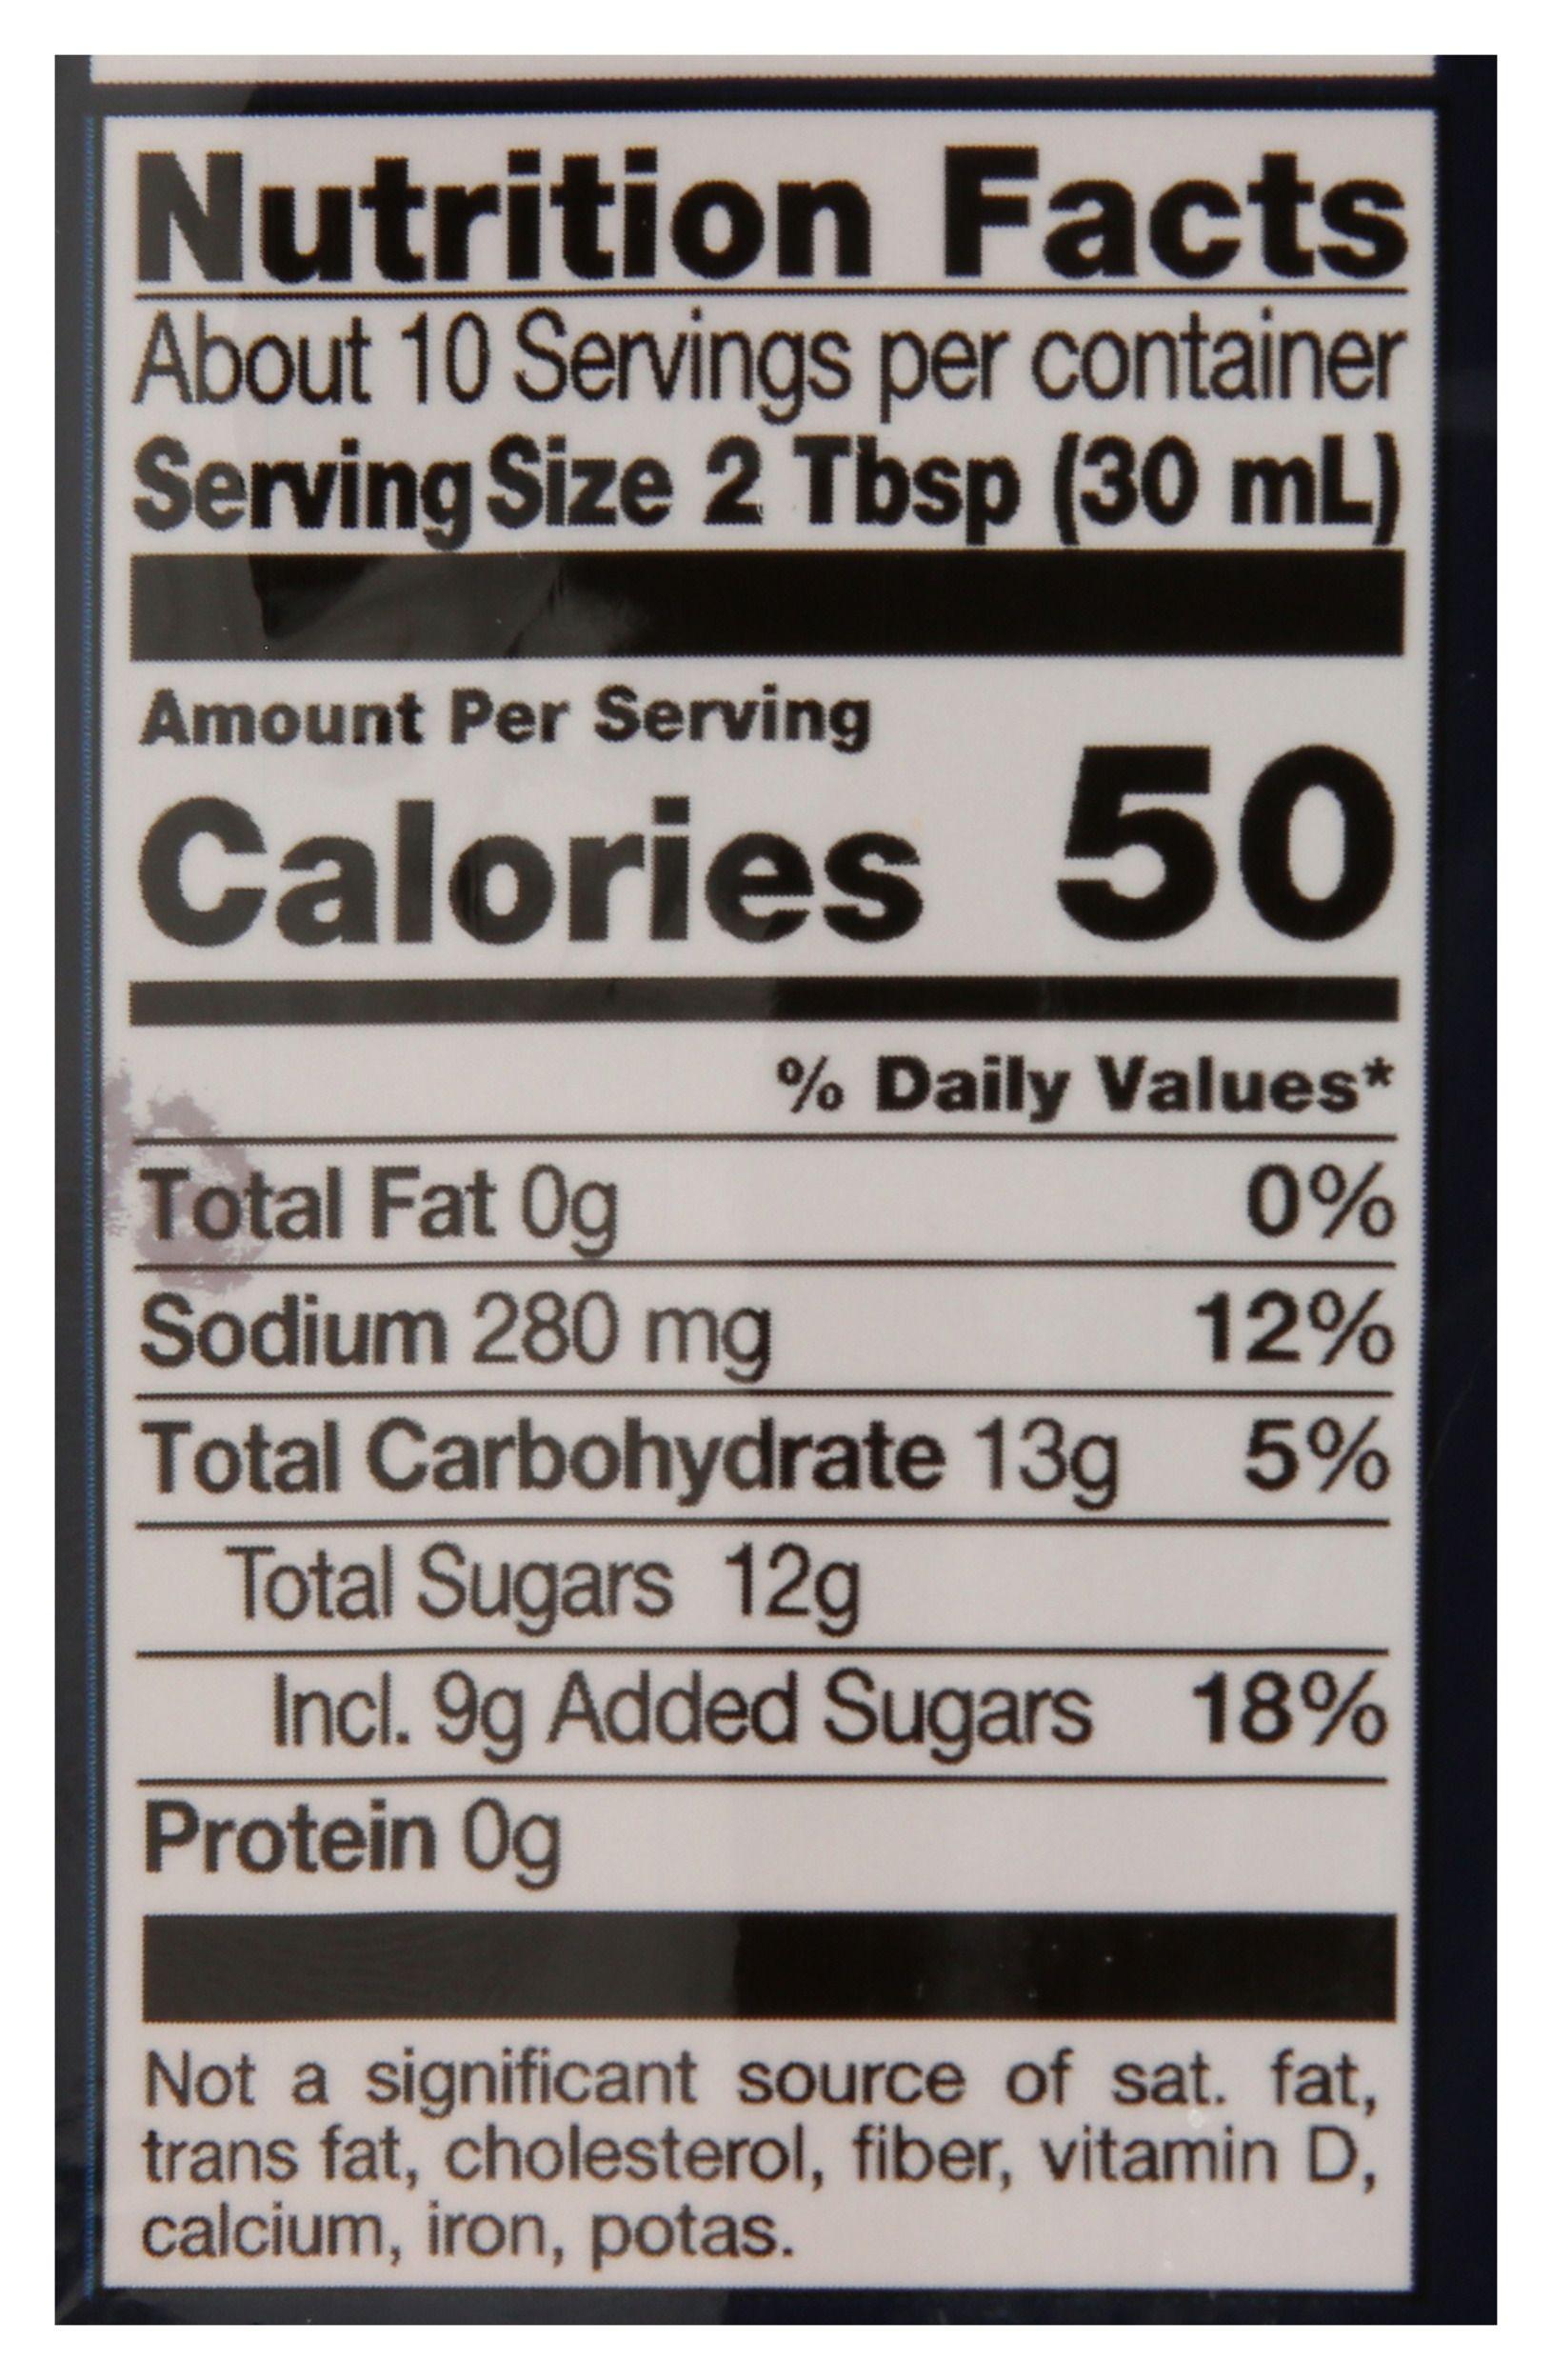 Nutrition Facts
About 10 Servings per container
Serving Size 2 Tbsp (30 mL)
Amount Per Serving
Calories 50
% Daily Values*
Total Fat 0g 0%
Sodium 280 mg 12%
Total Carbohydrate 13g 5%
Total Sugars 12g
Incl. 9g Added Sugars 18%
Protein 0g
Not a significant source of sat. fat,
trans fat, cholesterol, fiber, vitamin D,
calcium, iron, potas.